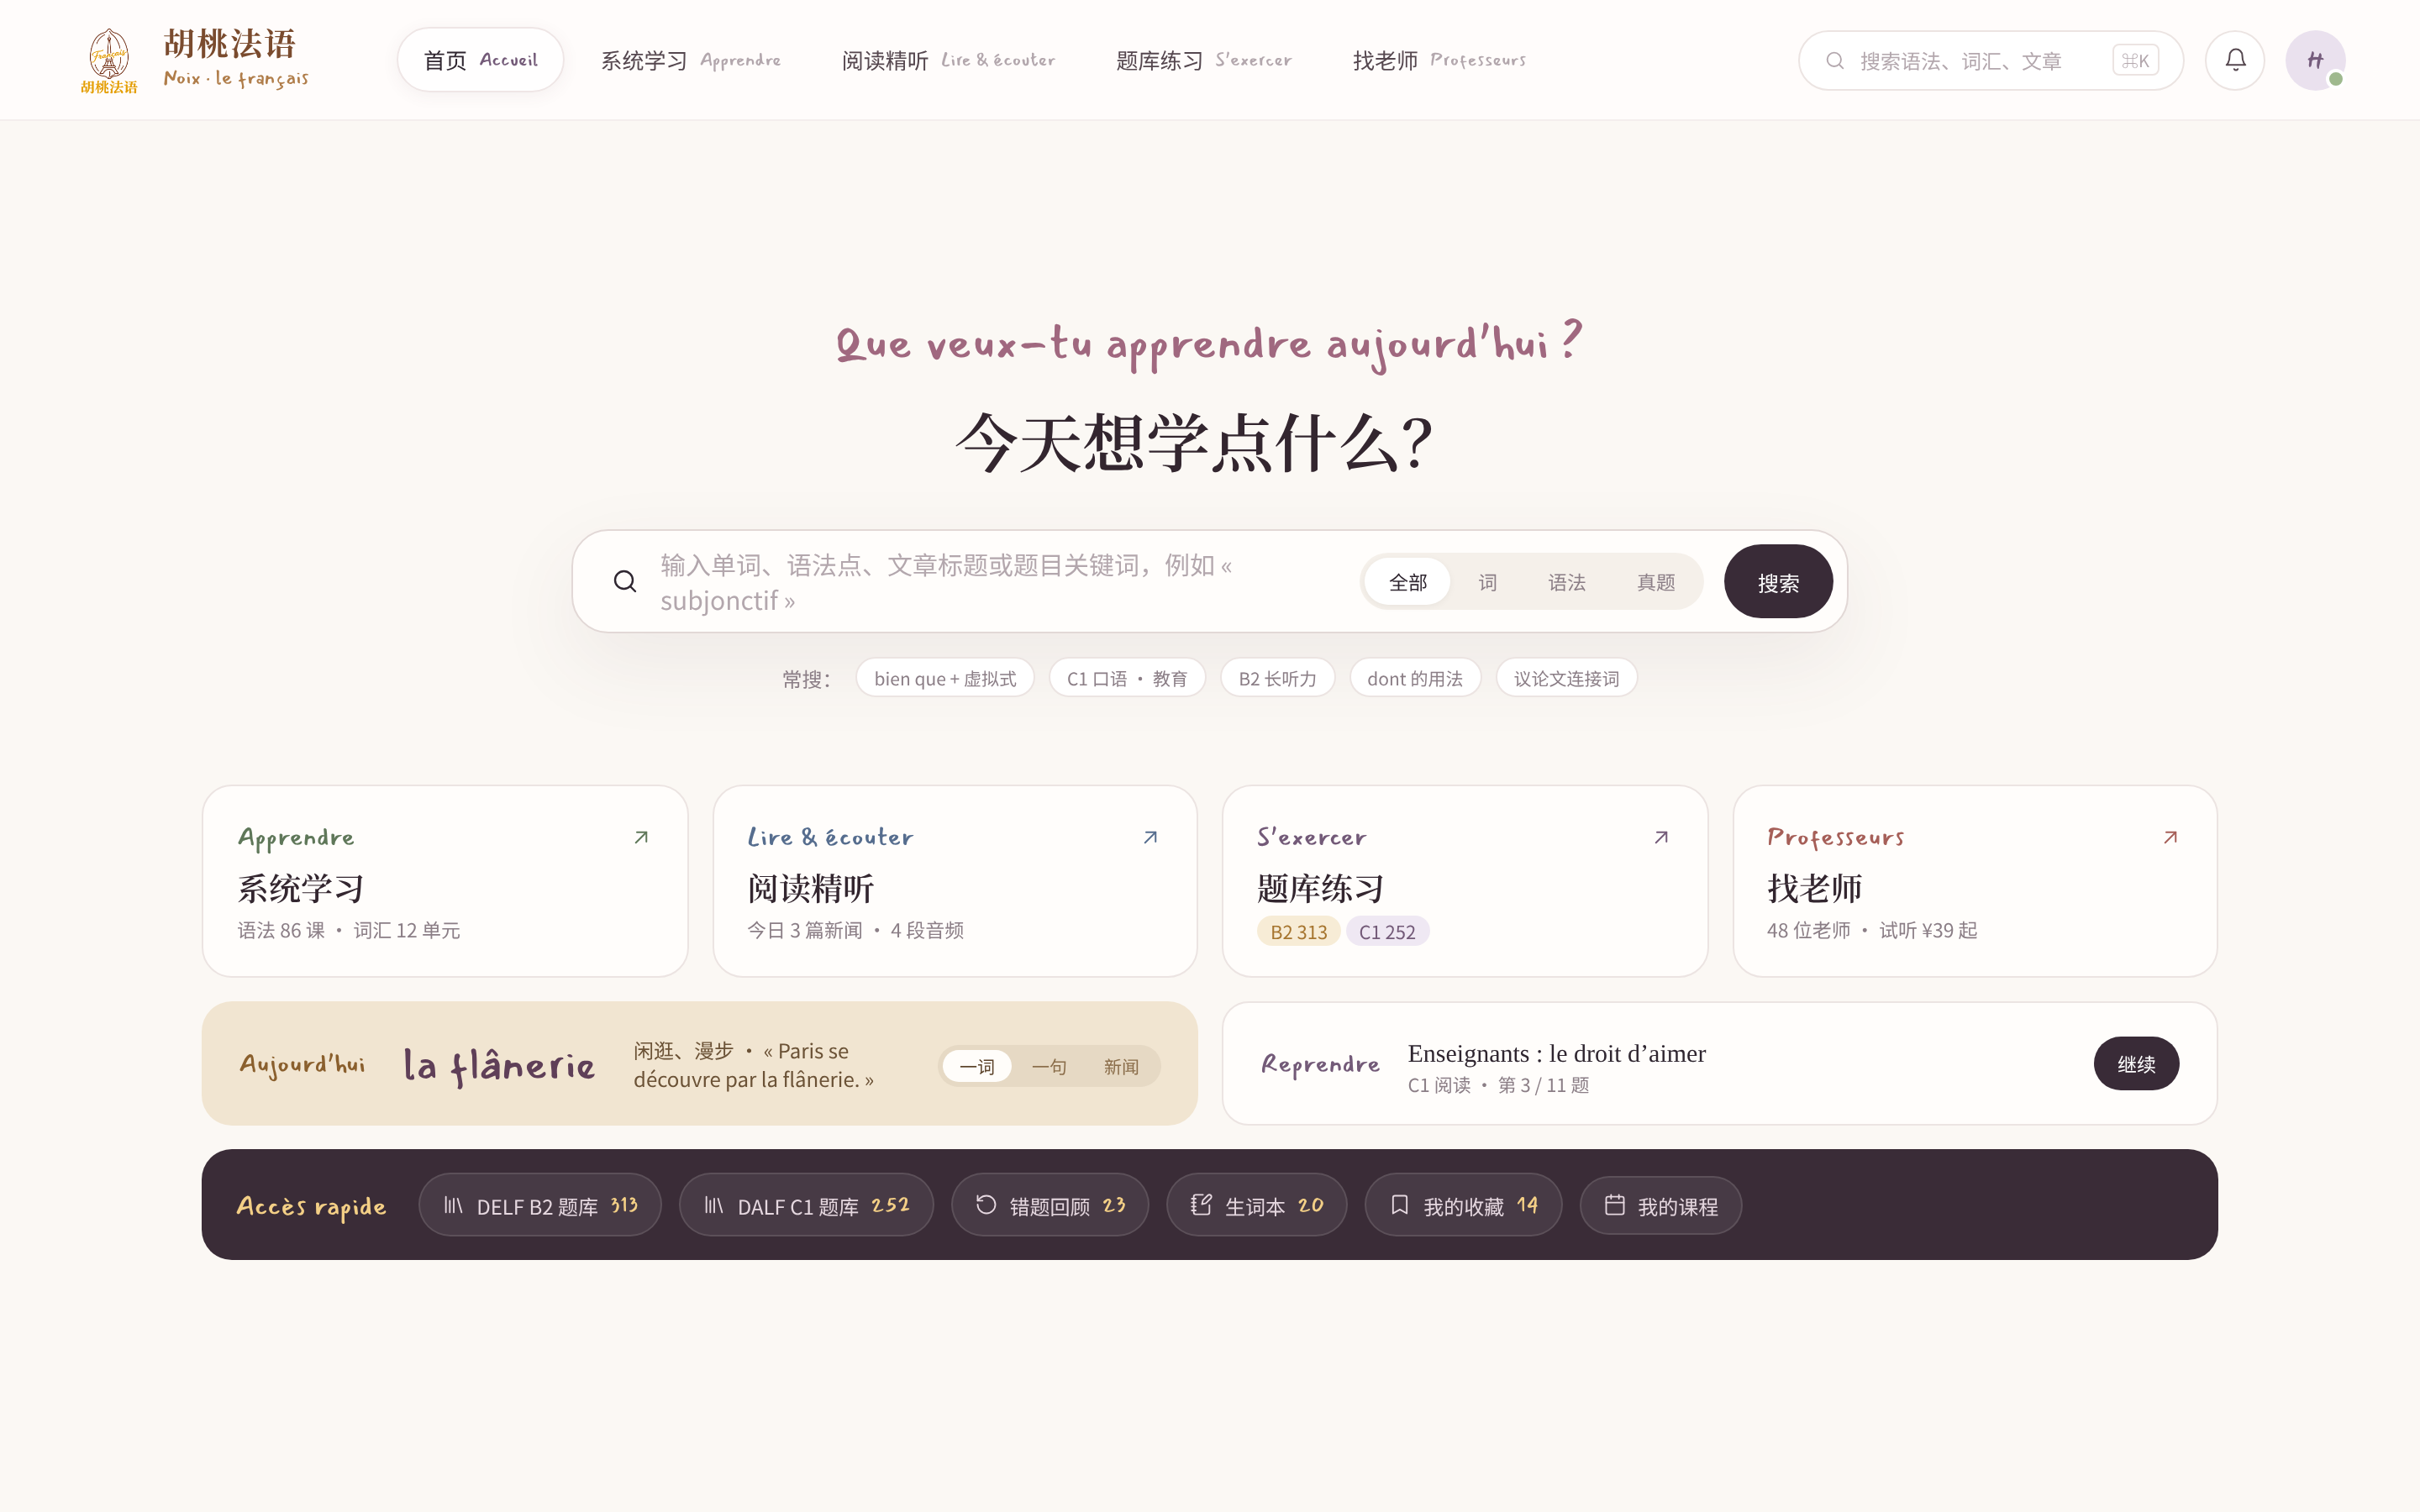 Français
胡桃法语
胡桃法语
Noix · le français
首页 Accueil
系统学习 Apprendre
阅读精听 Lire & écouter
题库练习 S'exercer
找老师 Professeurs
搜索语法、词汇、文章 ⌘K
H
Que veux-tu apprendre aujourd'hui ?
今天想学点什么?
输入单词、语法点、文章标题或题目关键词，例如 «
subjonctif »
全部 词 语法 真题
搜索
常搜： bien que + 虚拟式 C1 口语 · 教育 B2 长听力 dont 的用法 议论文连接词
Apprendre
系统学习
语法 86 课 · 词汇 12 单元
Lire & écouter
阅读精听
今日 3 篇新闻 · 4 段音频
S'exercer
题库练习
B2 313 C1 252
Professeurs
找老师
48 位老师 · 试听 ¥39 起
Aujourd'hui
la flânerie
闲逛、漫步 · « Paris se
découvre par la flânerie. »
一词 一句 新闻
Reprendre
Enseignants : le droit d’aimer
C1 阅读 · 第 3 / 11 题
继续
Accès rapide
DELF B2 题库 313
DALF C1 题库 252
错题回顾 23
生词本 20
我的收藏 14
我的课程